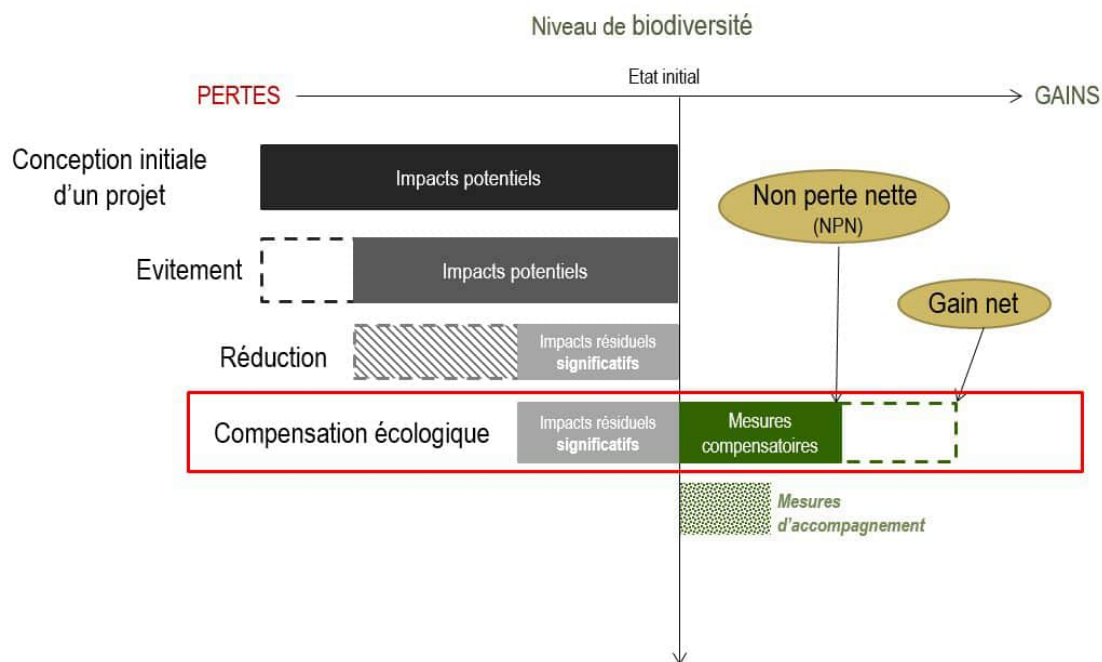 Niveau de biodiversité
Etat initial
PERTES
GAINS
Conception initiale
d'un projet
Impacts potentiels
Non perte nette
(NPN)
Evitement
Impacts potentiels
Gain net
Réduction
Impacts résiduels
significatifs
Compensation écologique
Impacts résiduels
significatifs
Mesures
compensatoires
Mesures
d'accompagnement